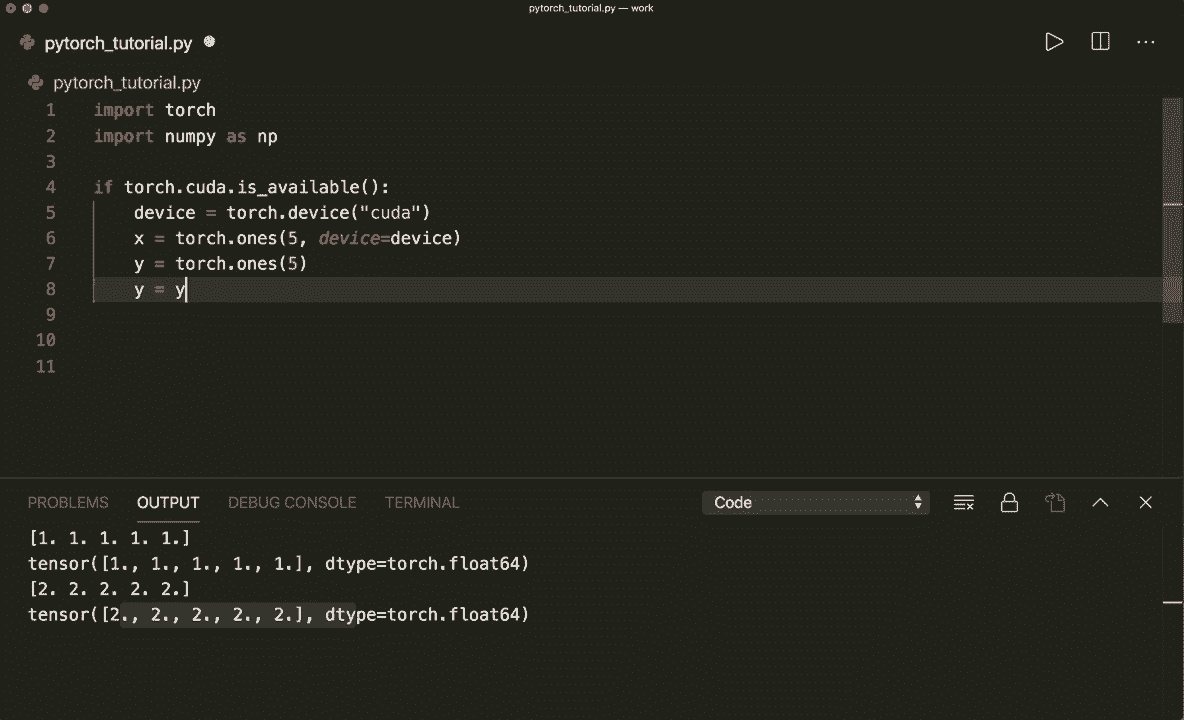 pytorch_tutorial.py — work
pytorch_tutorial.py
pytorch_tutorial.py
1 import torch
2 import numpy as np
3
4 if torch.cuda.is_available():
5 device = torch.device("cuda")
6 x = torch.ones(5, device=device)
7 y = torch.ones(5)
8 y = y
9
10
11
PROBLEMS OUTPUT DEBUG CONSOLE TERMINAL Code
[1. 1. 1. 1. 1.]
tensor([1., 1., 1., 1., 1.], dtype=torch.float64)
[2. 2. 2. 2. 2.]
tensor([2., 2., 2., 2., 2.], dtype=torch.float64)